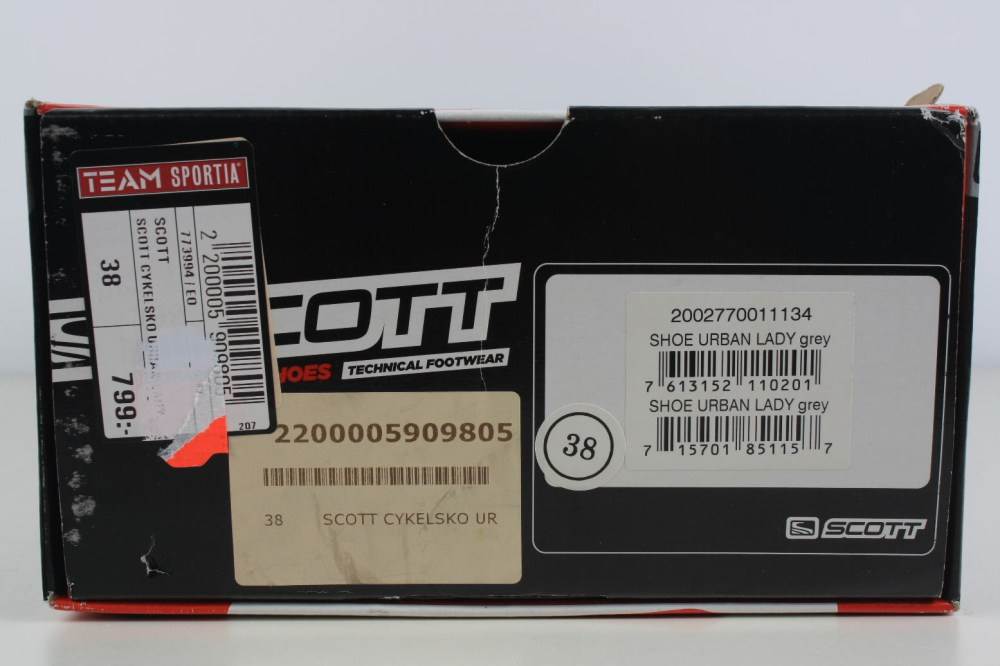 TEAM SPORTIA
2 200005 909805
773994/EO
SCOTT
SCOTT CYKELSKO
38
799:-
207
SCOTT
SHOES
TECHNICAL FOOTWEAR
2200005909805
38 SCOTT CYKELSKO UR
2002770011134
SHOE URBAN LADY grey
7 613152 110201
SHOE URBAN LADY grey
7 15701 85115 7
38
SCOTT